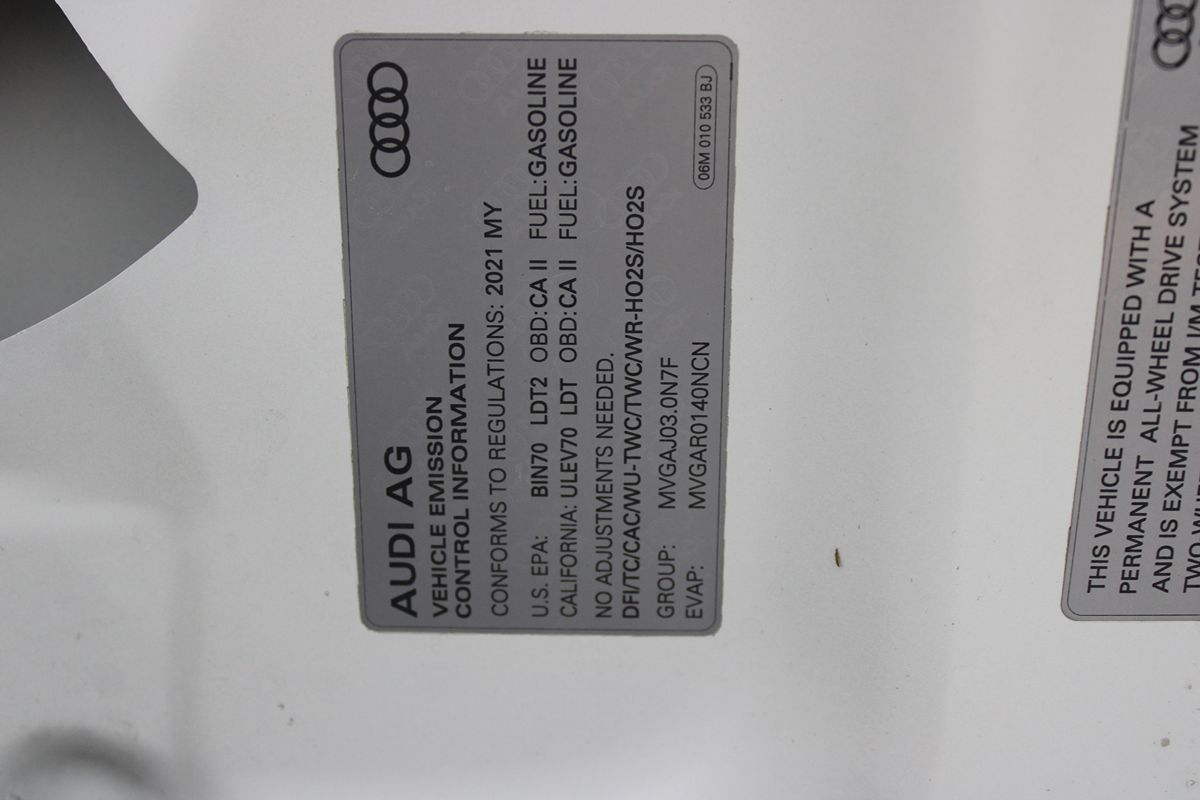 AUDI AG
VEHICLE EMISSION
CONTROL INFORMATION
CONFORMS TO REGULATIONS: 2021 MY
U.S. EPA: BIN70 LDT2 OBD:CA II FUEL:GASOLINE
CALIFORNIA: ULEV70 LDT OBD:CA II FUEL:GASOLINE
NO ADJUSTMENTS NEEDED.
DFI/TC/CAC/WU-TWC/TWC/WR-HO2S/HO2S
GROUP: MVGAJ03.0N7F
EVAP: MVGAR0140NCN
06M 010 533 BJ
THIS VEHICLE IS EQUIPPED WITH A
PERMANENT ALL-WHEEL DRIVE SYSTEM
AND IS EXEMPT FROM I/M
TWO